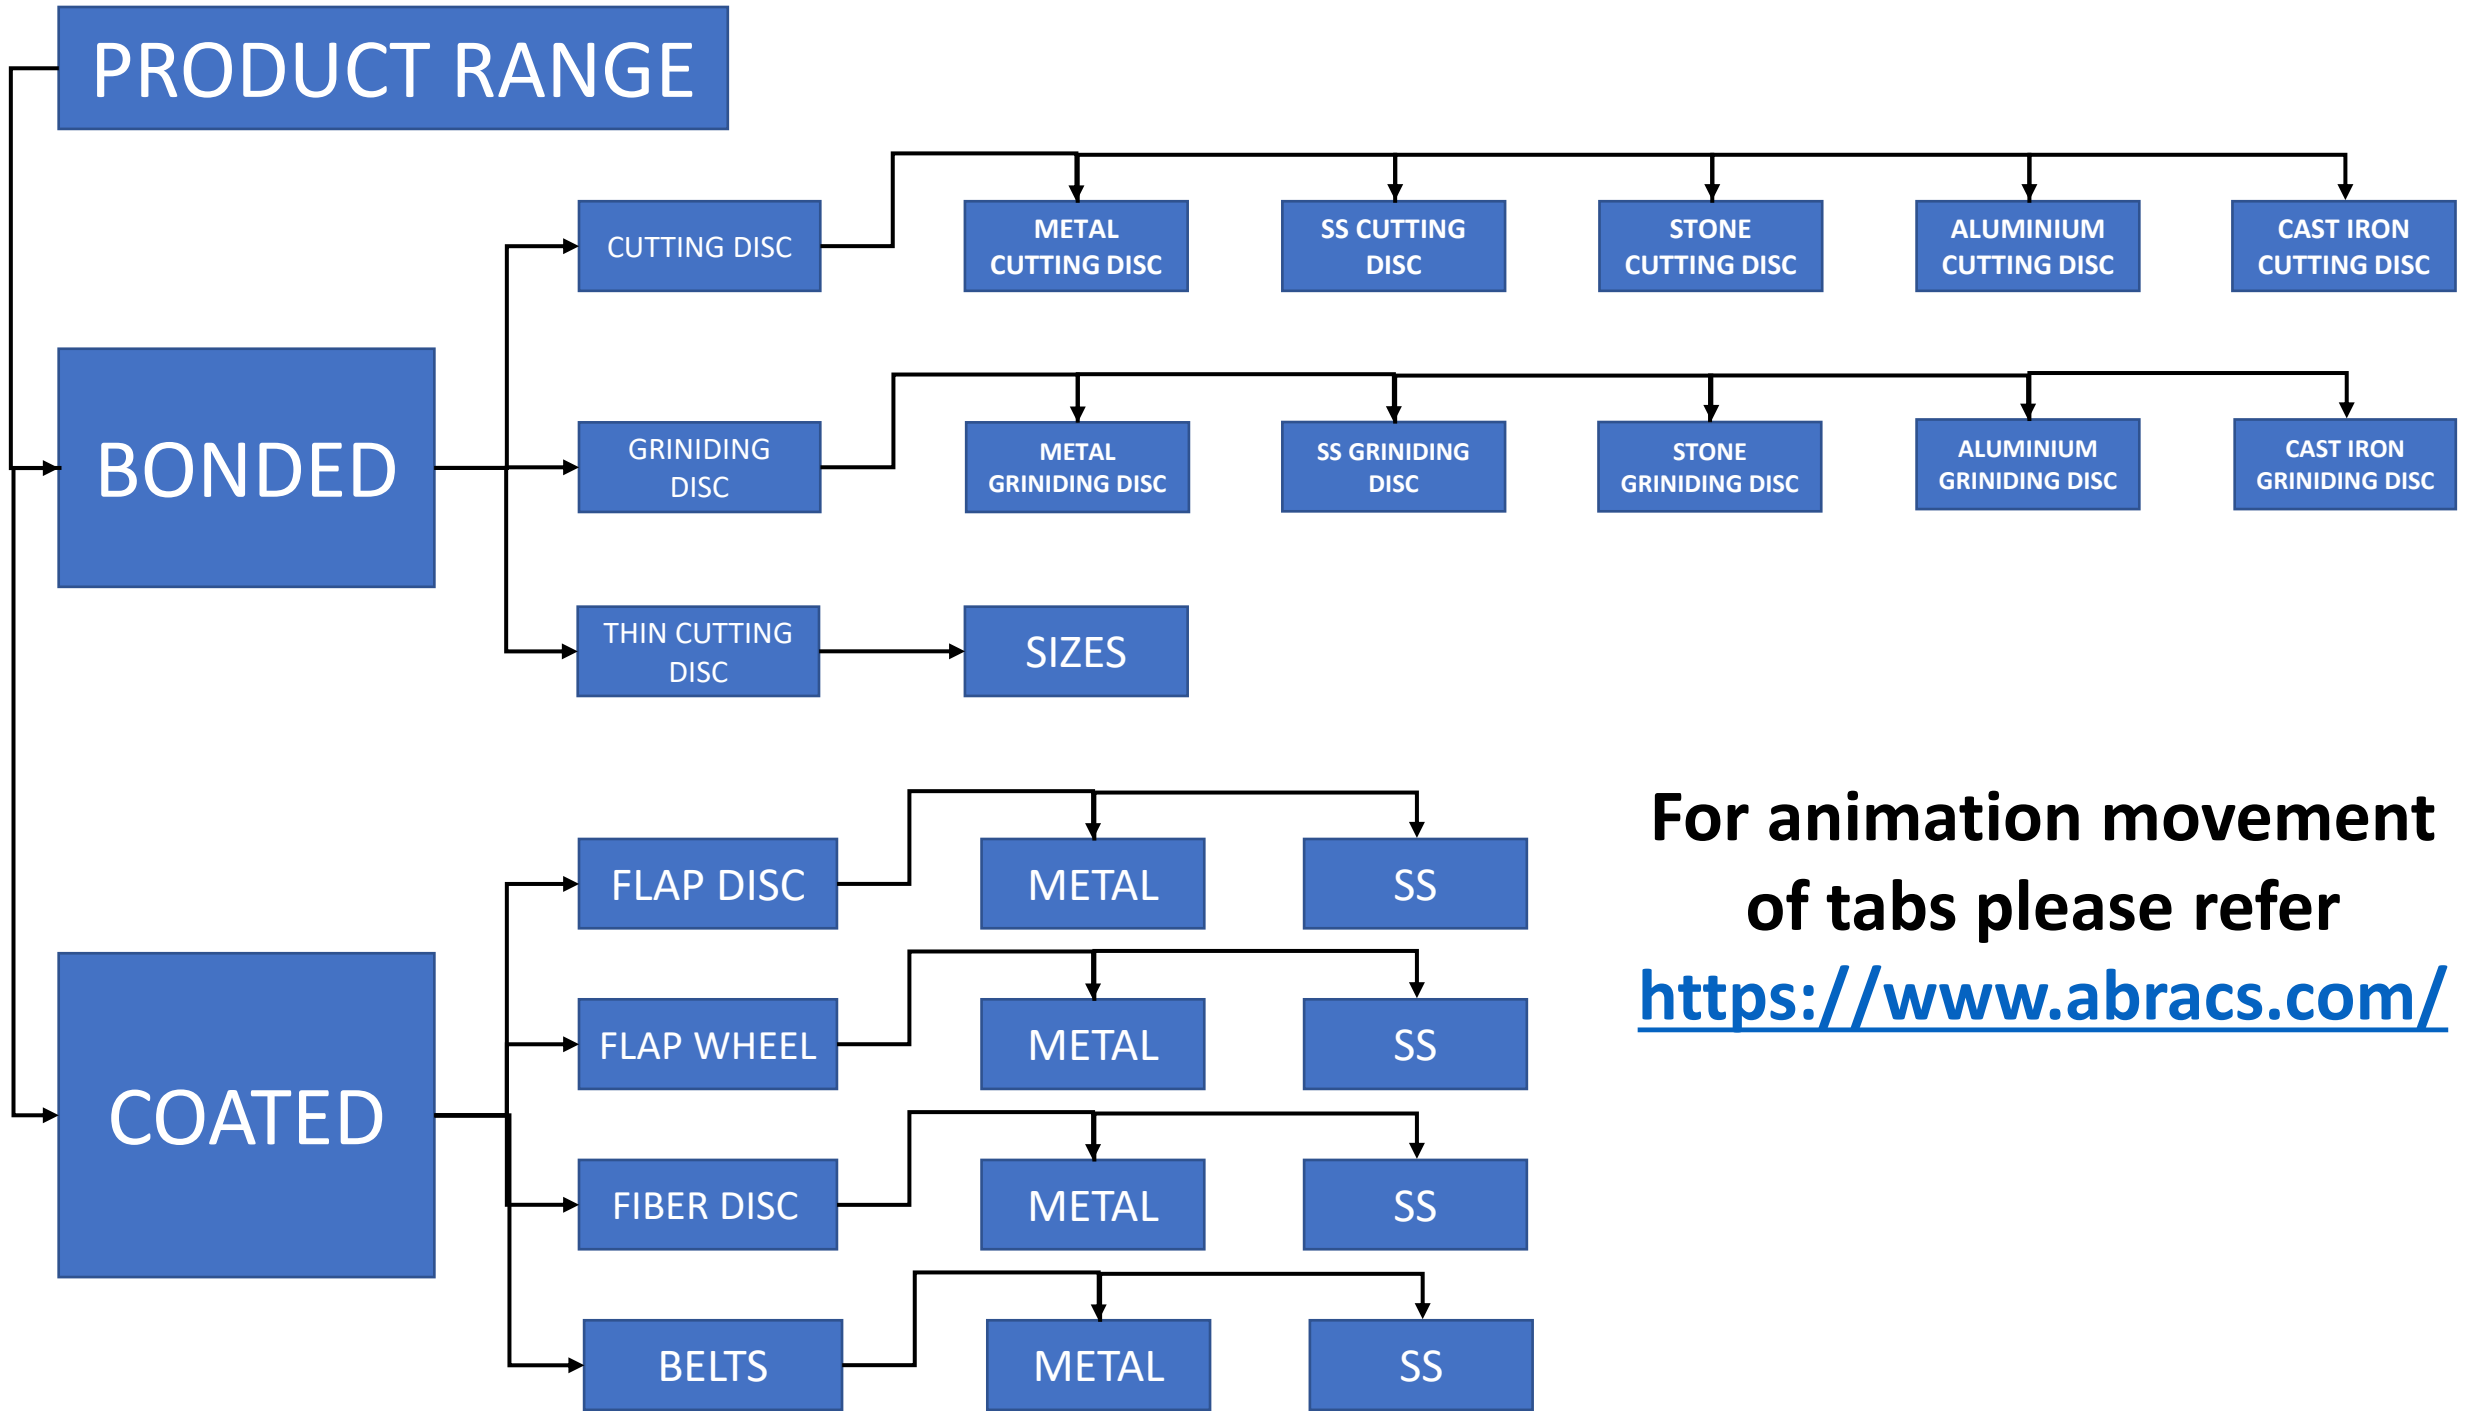 PRODUCT RANGE
CUTTING DISC
METAL
CUTTING DISC
SS CUTTING
DISC
STONE
CUTTING DISC
ALUMINIUM
CUTTING DISC
CAST IRON
CUTTING DISC
BONDED
GRINIDING
DISC
METAL
GRINIDING DISC
SS GRINIDING
DISC
STONE
GRINIDING DISC
ALUMINIUM
GRINIDING DISC
CAST IRON
GRINIDING DISC
THIN CUTTING
DISC
SIZES
COATED
FLAP DISC
METAL
SS
FLAP WHEEL
METAL
SS
FIBER DISC
METAL
SS
BELTS
METAL
SS
For animation movement
of tabs please refer
https://www.abracs.com/